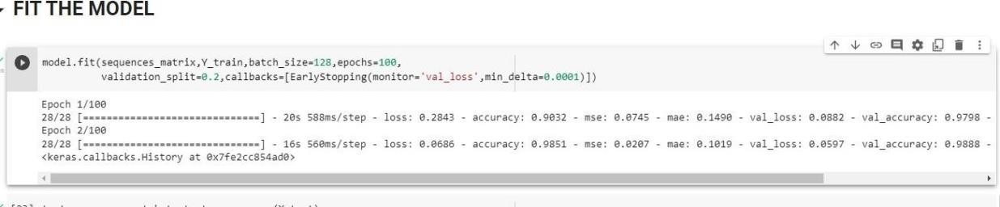 FIT THE MODEL
model.fit(sequences_matrix,Y_train,batch_size=128,epochs=100,
validation_split=0.2,callbacks=[EarlyStopping(monitor='val_loss',min_delta=0.0001)])
Epoch 1/100
28/28 [==============================] - 20s 588ms/step - loss: 0.2843 - accuracy: 0.9032 - mse: 0.0745 - mae: 0.1490 - val_loss: 0.0882 - val_accuracy: 0.9798 -
Epoch 2/100
28/28 [==============================] - 16s 560ms/step - loss: 0.0686 - accuracy: 0.9851 - mse: 0.0207 - mae: 0.1019 - val_loss: 0.0597 - val_accuracy: 0.9888 -
<keras.callbacks.History at 0x7fe2cc854ad0>